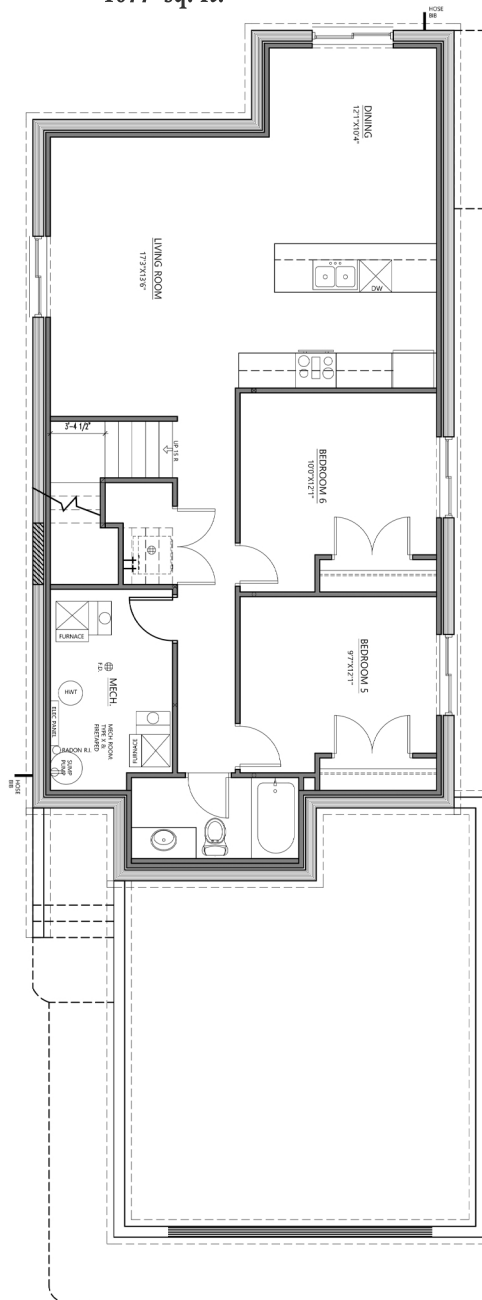 1077 sq. ft.
HOSE
BIB
DINING
12'1"X10'4"
LIVING ROOM
17'3"X13'6"
DW
3'-4 1/2"
UP 15 R
BEDROOM 6
10'0"X12'1"
BEDROOM 5
9'7"X12'1"
FURNACE
F.D.
MECH.
HWT
MECH ROOM
TYPE X &
FIRETAPED
ELEC PANEL
RADON R.I.
FURNACE
SUMP
PUMP
HOSE
BIB